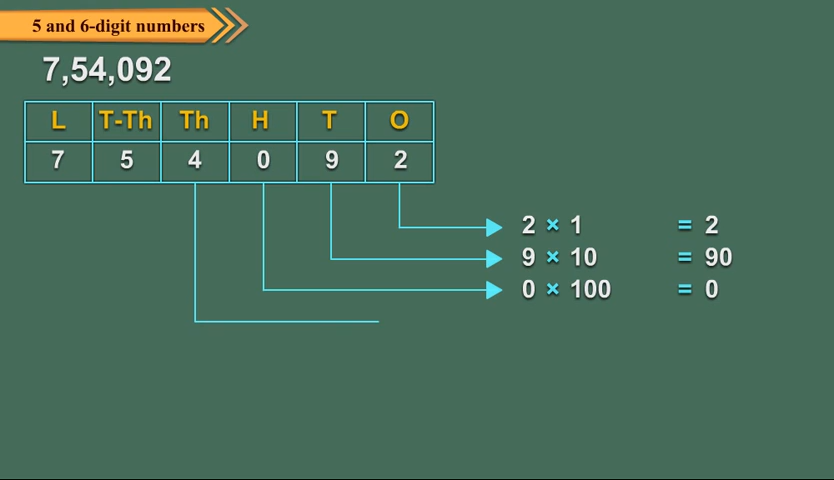 5 and 6-digit numbers
7,54,092
L T-Th Th H T O
7 5 4 0 9 2
2 × 1 = 2
9 × 10 = 90
0 × 100 = 0